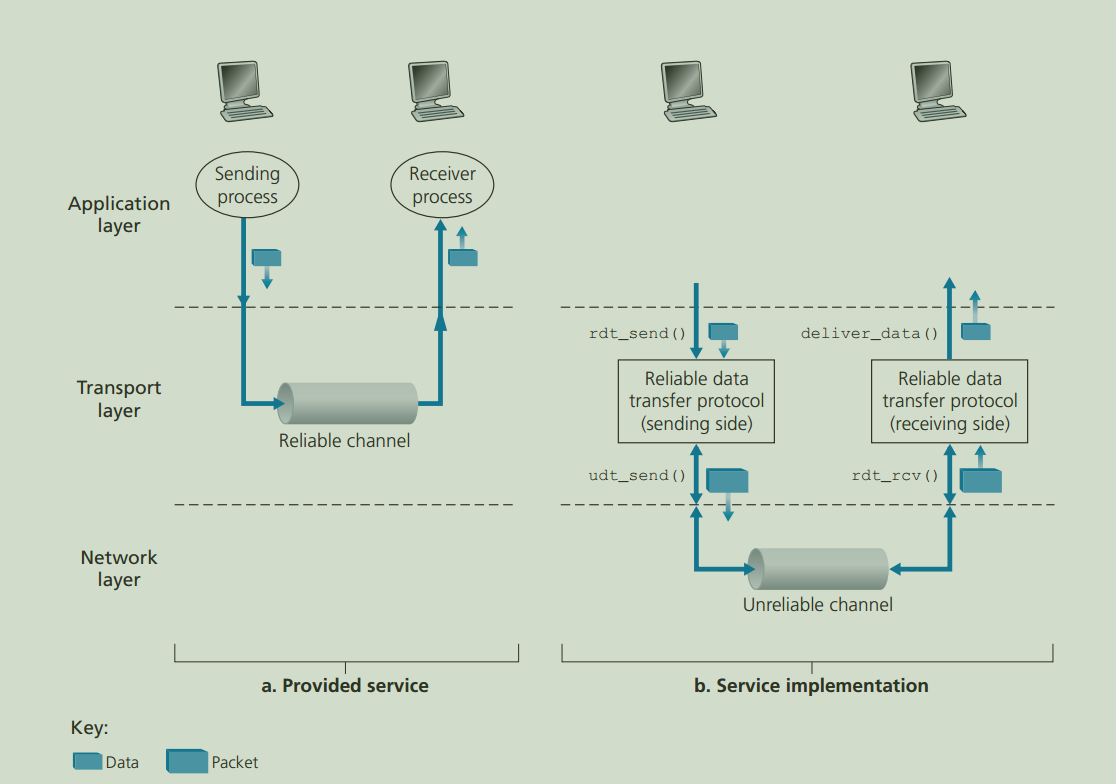 Sending
process
Receiver
process
Application
layer
rdt_send()
deliver_data()
Transport
layer
Reliable channel
Reliable data
transfer protocol
(sending side)
Reliable data
transfer protocol
(receiving side)
udt_send()
rdt_rcv()
Network
layer
Unreliable channel
a. Provided service
b. Service implementation
Key:
Data
Packet